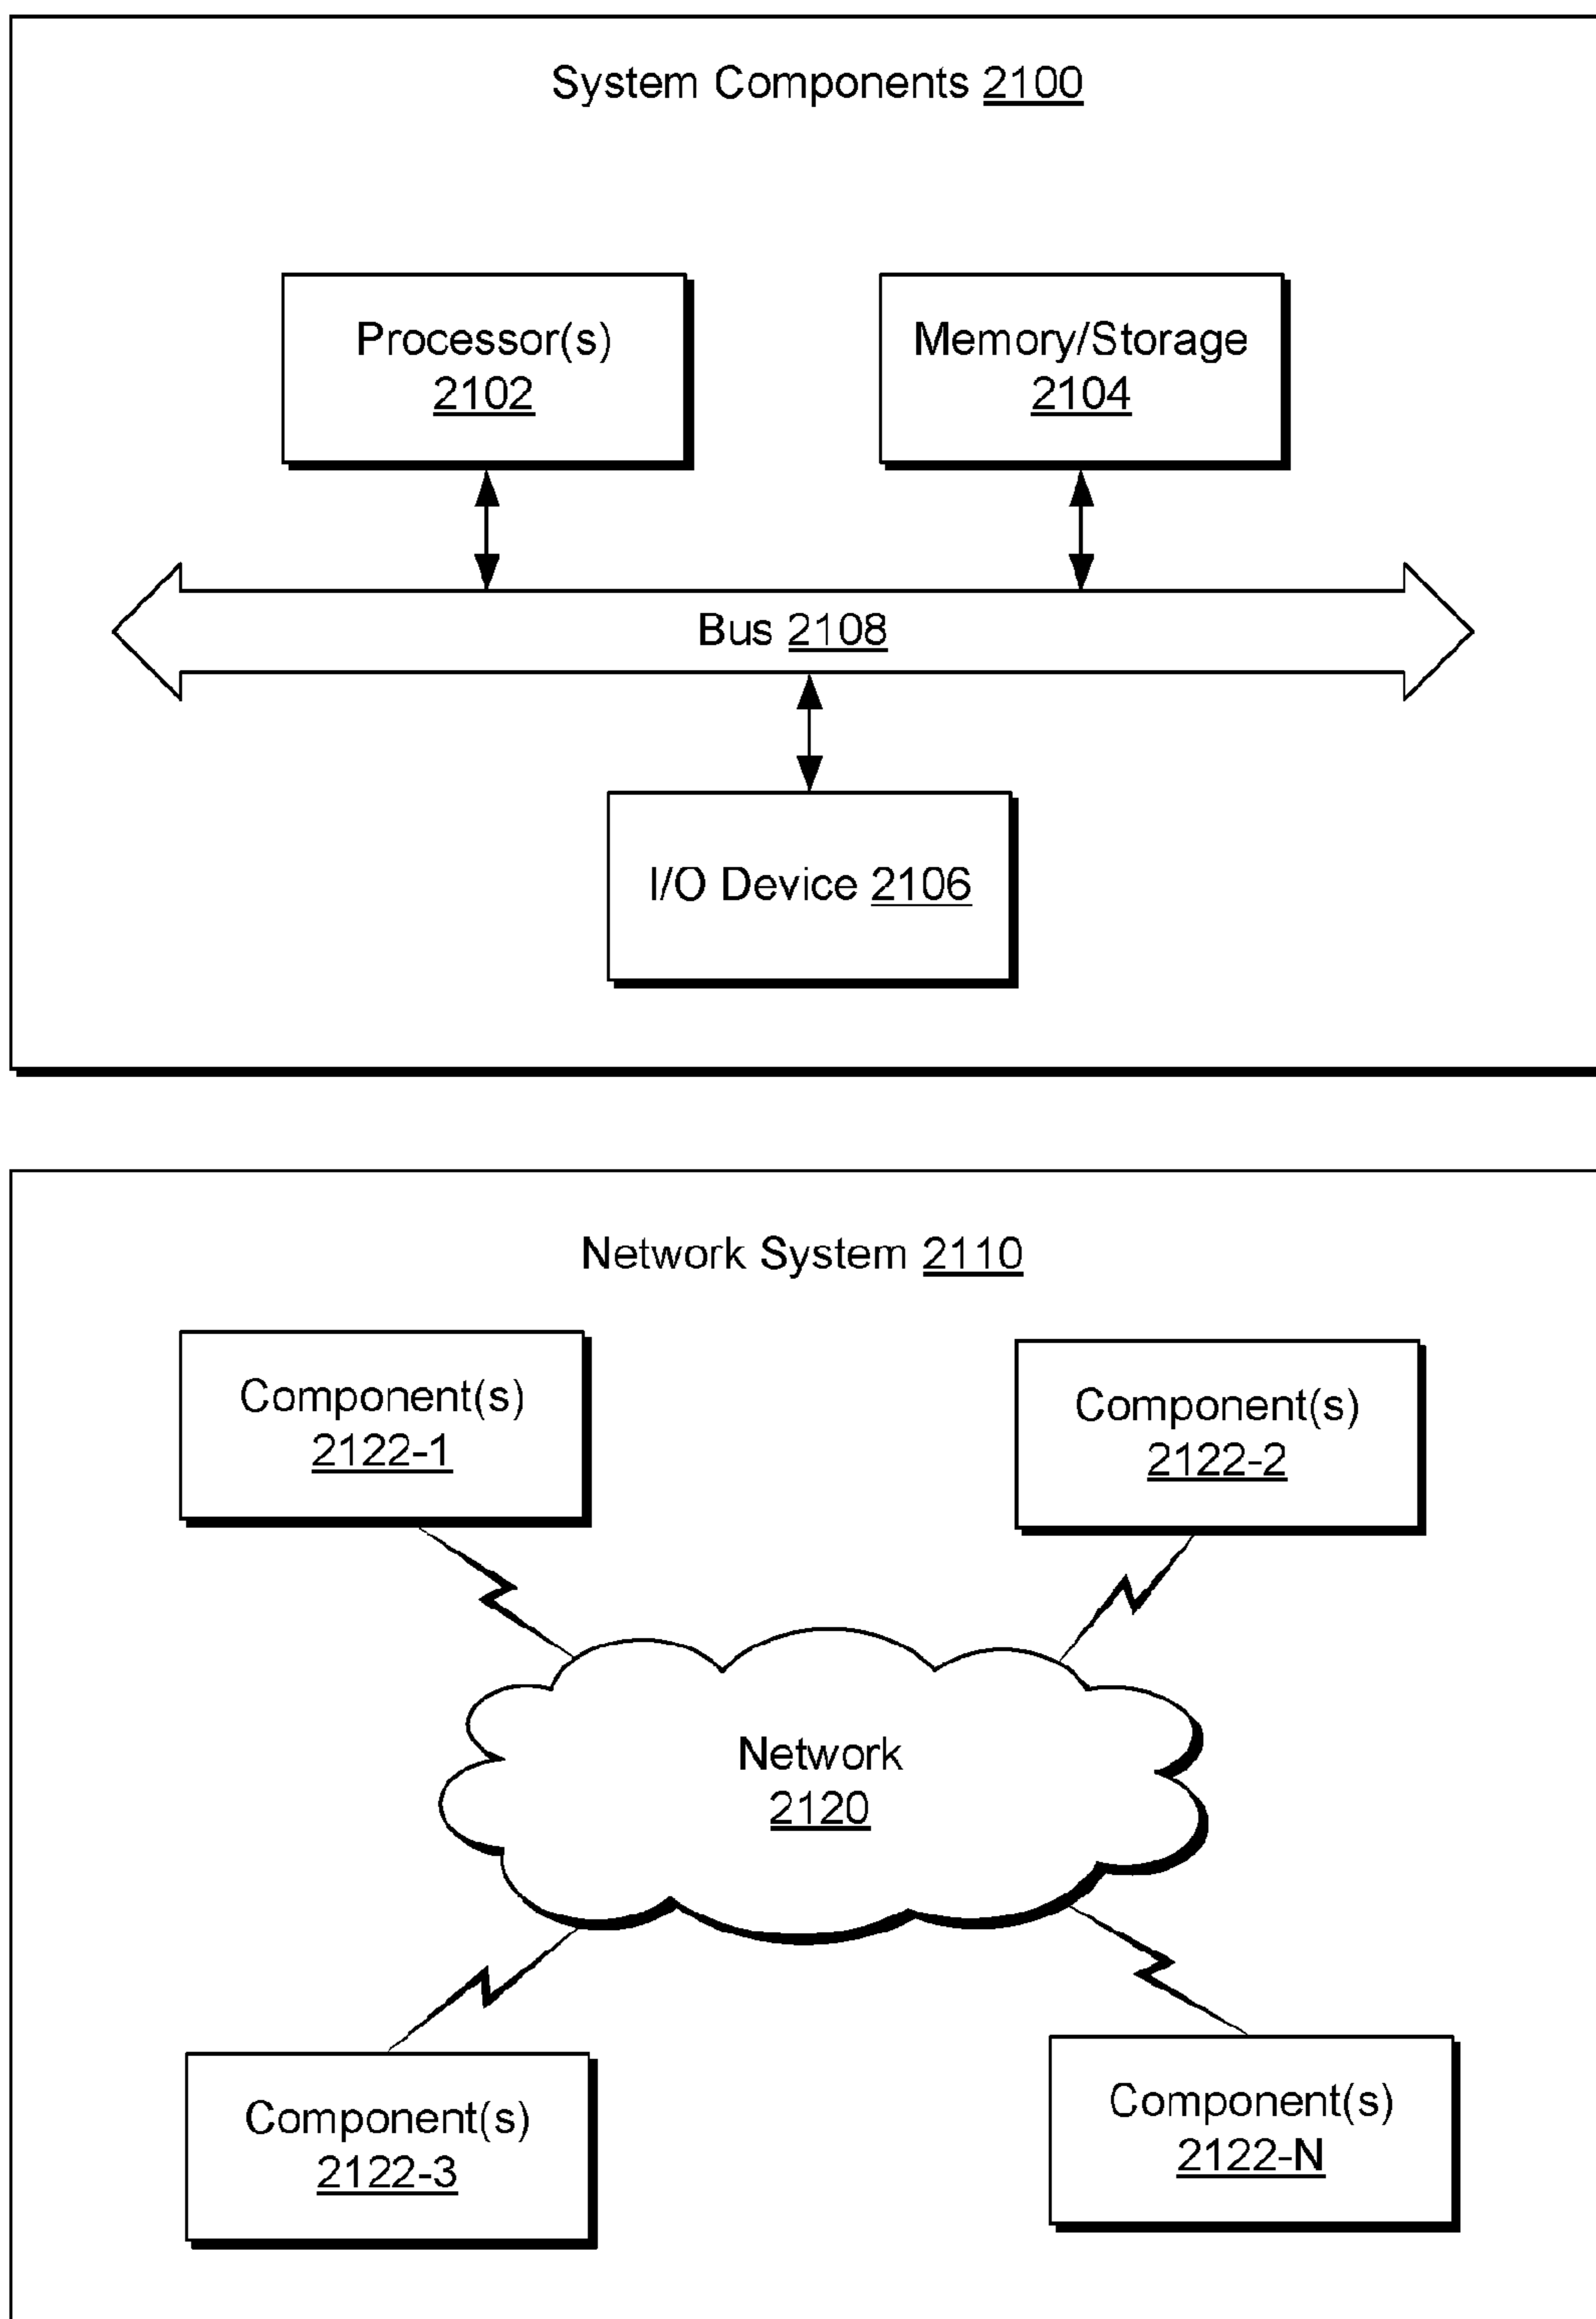 System Components 2100
Processor(s)
2102
Memory/Storage
2104
Bus 2108
I/O Device 2106
Network System 2110
Component(s)
2122-1
Component(s)
2122-2
Network
2120
Component(s)
2122-3
Component(s)
2122-N